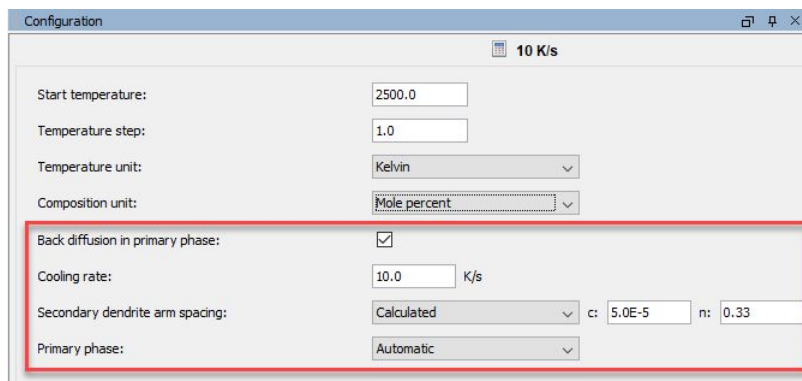 Configuration
10 K/s
Start temperature: 2500.0
Temperature step: 1.0
Temperature unit: Kelvin
Composition unit: Mole percent
Back diffusion in primary phase:
Cooling rate: 10.0 K/s
Secondary dendrite arm spacing: Calculated c: 5.0E-5 n: 0.33
Primary phase: Automatic